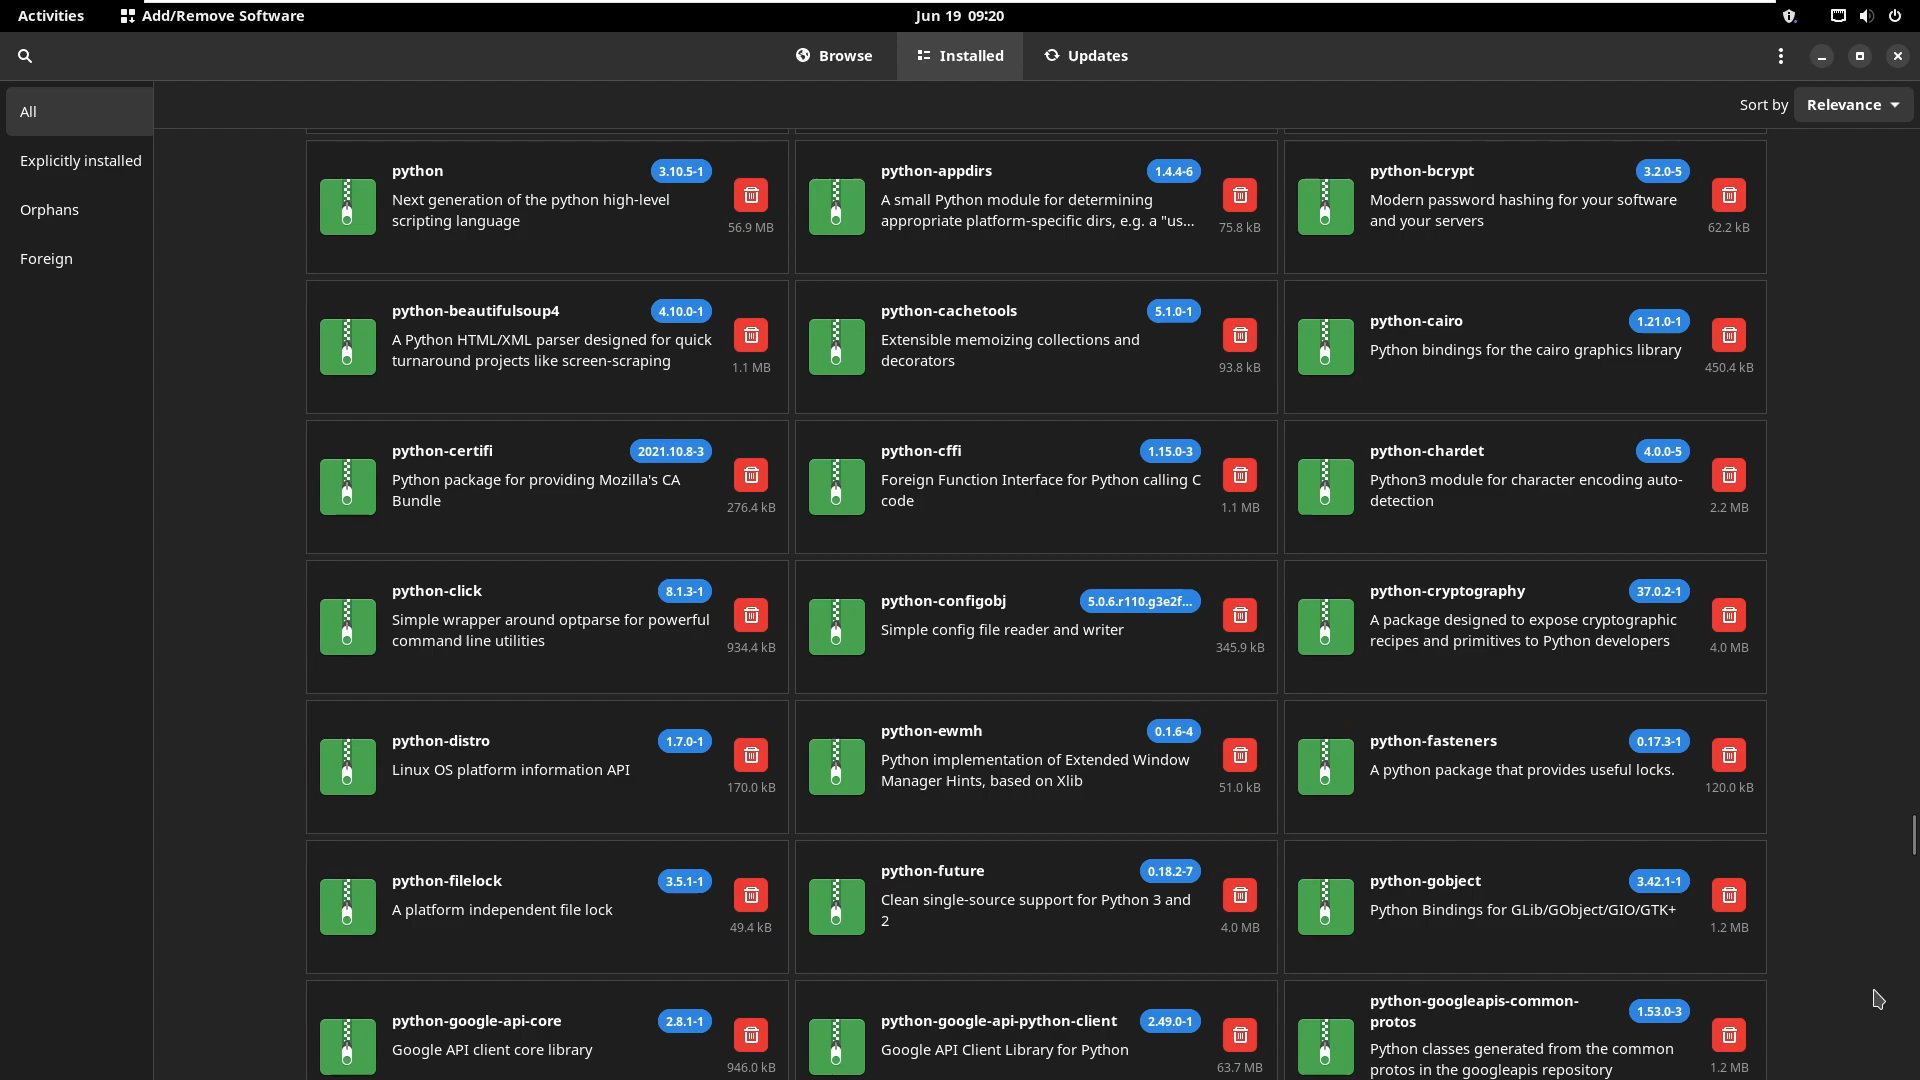 Activities
Add/Remove Software
Jun 19 09:20
Browse
Installed
Updates
All
Explicitly installed
Orphans
Foreign
Sort by
Relevance
python
3.10.5-1
Next generation of the python high-level
scripting language
56.9 MB
python-appdirs
1.4.4-6
A small Python module for determining
appropriate platform-specific dirs, e.g. a "us...
75.8 kB
python-bcrypt
3.2.0-5
Modern password hashing for your software
and your servers
62.2 kB
python-beautifulsoup4
4.10.0-1
A Python HTML/XML parser designed for quick
turnaround projects like screen-scraping
1.1 MB
python-cachetools
5.1.0-1
Extensible memoizing collections and
decorators
93.8 kB
python-cairo
1.21.0-1
Python bindings for the cairo graphics library
450.4 kB
python-certifi
2021.10.8-3
Python package for providing Mozilla's CA
Bundle
276.4 kB
python-cffi
1.15.0-3
Foreign Function Interface for Python calling C
code
1.1 MB
python-chardet
4.0.0-5
Python3 module for character encoding auto-
detection
2.2 MB
python-click
8.1.3-1
Simple wrapper around optparse for powerful
command line utilities
934.4 kB
python-configobj
5.0.6.r110.g3e2f...
Simple config file reader and writer
345.9 kB
python-cryptography
37.0.2-1
A package designed to expose cryptographic
recipes and primitives to Python developers
4.0 MB
python-distro
1.7.0-1
Linux OS platform information API
170.0 kB
python-ewmh
0.1.6-4
Python implementation of Extended Window
Manager Hints, based on Xlib
51.0 kB
python-fasteners
0.17.3-1
A python package that provides useful locks.
120.0 kB
python-filelock
3.5.1-1
A platform independent file lock
49.4 kB
python-future
0.18.2-7
Clean single-source support for Python 3 and
2
4.0 MB
python-gobject
3.42.1-1
Python Bindings for GLib/GObject/GIO/GTK+
1.2 MB
python-google-api-core
2.8.1-1
Google API client core library
946.0 kB
python-google-api-python-client
2.49.0-1
Google API Client Library for Python
63.7 MB
python-googleapis-common-
protos
1.53.0-3
Python classes generated from the common
protos in the googleapis repository
1.2 MB